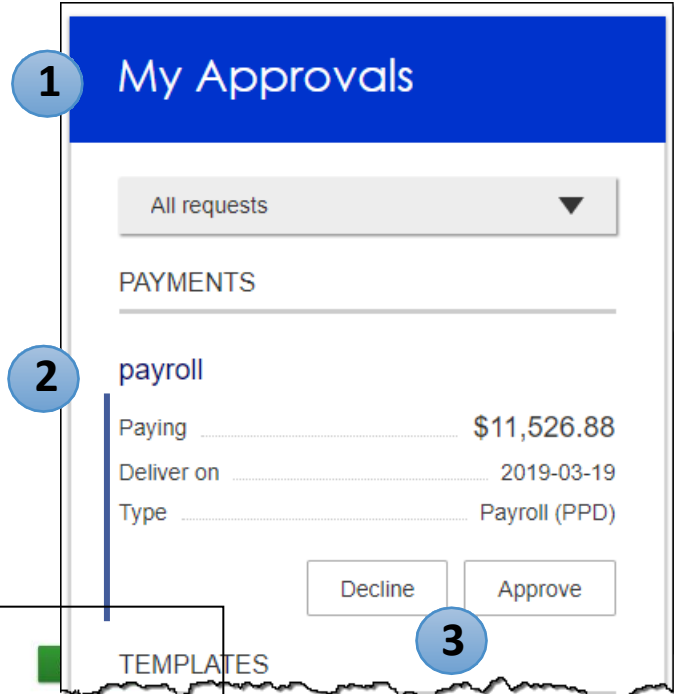 1 My Approvals
All requests
PAYMENTS
2 payroll
Paying $11,526.88
Deliver on 2019-03-19
Type Payroll (PPD)
Decline Approve
3
TEMPLATES